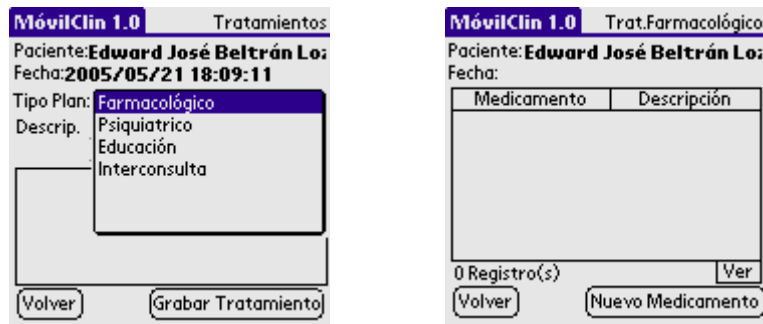 MóvilClin 1.0 Tratamientos
Paciente: Edward José Beltrán Lo
Fecha: 2005/05/21 18:09:11
Tipo Plan: Farmacológico
Descrip. Psiquiatrico
Educación
Interconsulta
Volver Grabar Tratamiento
MóvilClin 1.0 Trat.Farmacológico
Paciente: Edward José Beltrán Lo
Fecha:
Medicamento Descripción
0 Registro(s) Ver
Volver Nuevo Medicamento